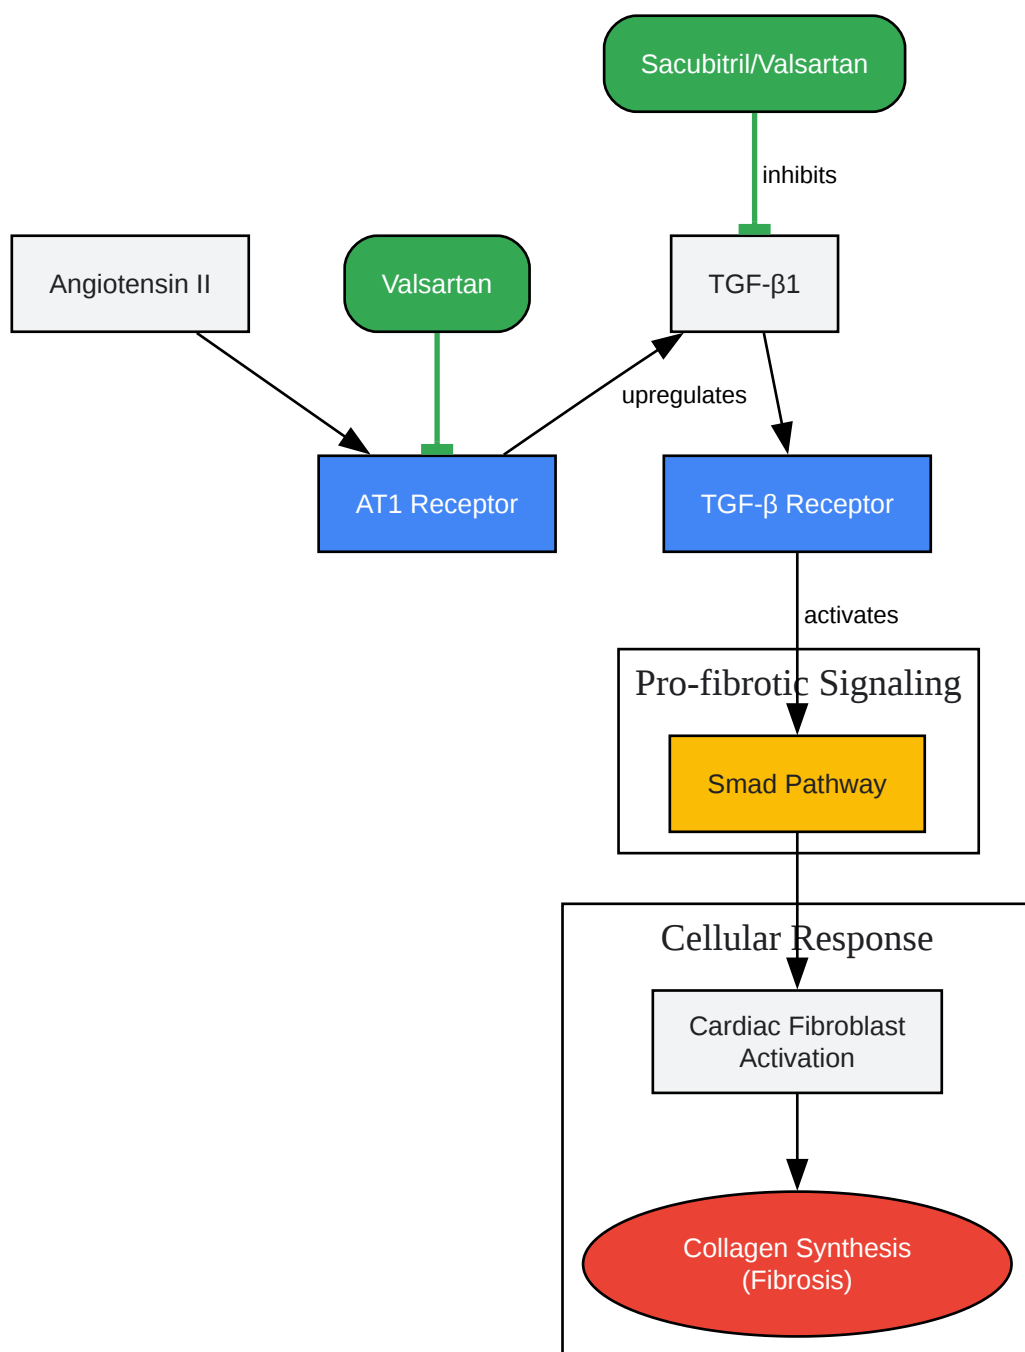 Sacubitril/Valsartan
inhibits
Angiotensin II
Valsartan
TGF-β1
upregulates
AT1 Receptor
TGF-β Receptor
activates
Pro-fibrotic Signaling
Smad Pathway
Cellular Response
Cardiac Fibroblast
Activation
Collagen Synthesis
(Fibrosis)